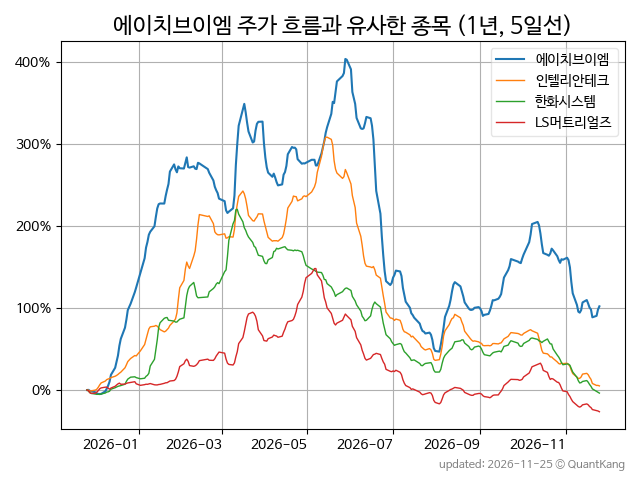 에이치브이엠 주가 흐름과 유사한 종목 (1년, 5일선)
에이치브이엠
인텔리안테크
한화시스템
LS머트리얼즈
400%
300%
200%
100%
0%
2026-01
2026-03
2026-05
2026-07
2026-09
2026-11
updated: 2026-11-25 © QuantKang